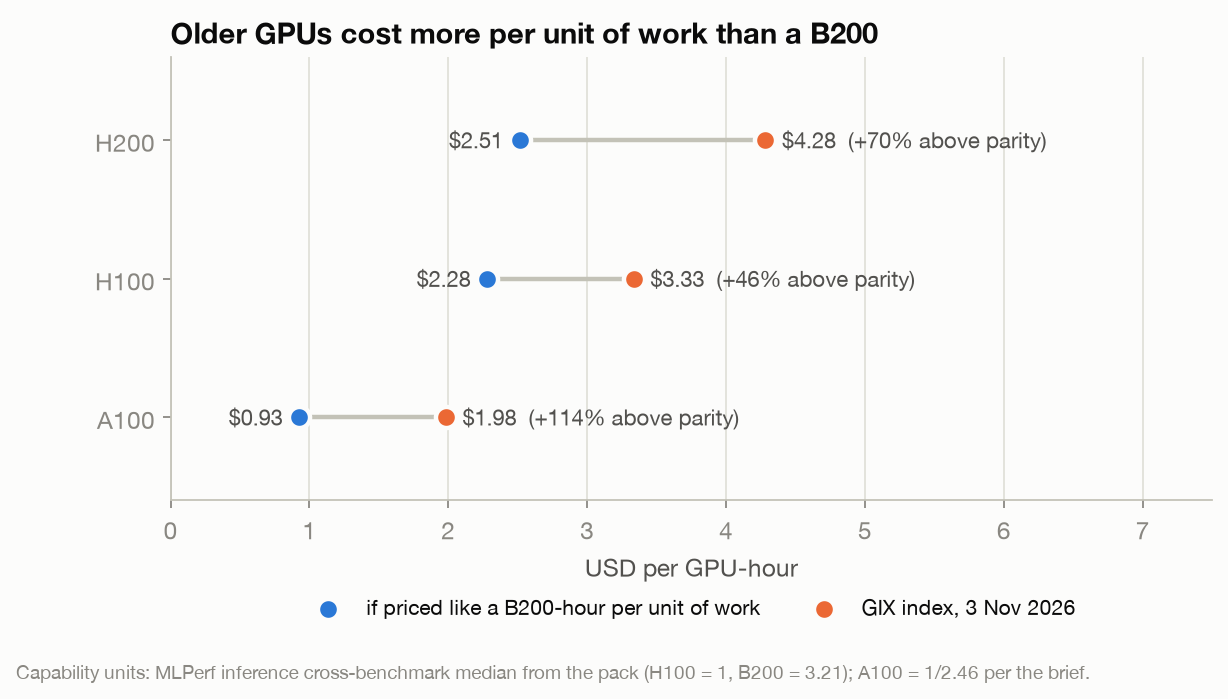 Older GPUs cost more per unit of work than a B200
H200
$2.51
$4.28 (+70% above parity)
H100
$2.28
$3.33 (+46% above parity)
A100
$0.93
$1.98 (+114% above parity)
0 1 2 3 4 5 6 7
USD per GPU-hour
if priced like a B200-hour per unit of work
GIX index, 3 Nov 2026
Capability units: MLPerf inference cross-benchmark median from the pack (H100 = 1, B200 = 3.21); A100 = 1/2.46 per the brief.